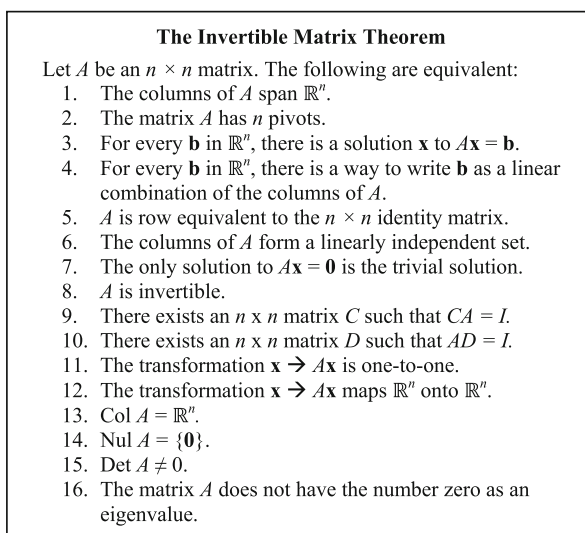 The Invertible Matrix Theorem
Let A be an n × n matrix. The following are equivalent:
1. The columns of A span ℝⁿ.
2. The matrix A has n pivots.
3. For every b in ℝⁿ, there is a solution x to Ax = b.
4. For every b in ℝⁿ, there is a way to write b as a linear
combination of the columns of A.
5. A is row equivalent to the n × n identity matrix.
6. The columns of A form a linearly independent set.
7. The only solution to Ax = 0 is the trivial solution.
8. A is invertible.
9. There exists an n x n matrix C such that CA = I.
10. There exists an n x n matrix D such that AD = I.
11. The transformation x → Ax is one-to-one.
12. The transformation x → Ax maps ℝⁿ onto ℝⁿ.
13. Col A = ℝⁿ.
14. Nul A = {0}.
15. Det A ≠ 0.
16. The matrix A does not have the number zero as an
eigenvalue.